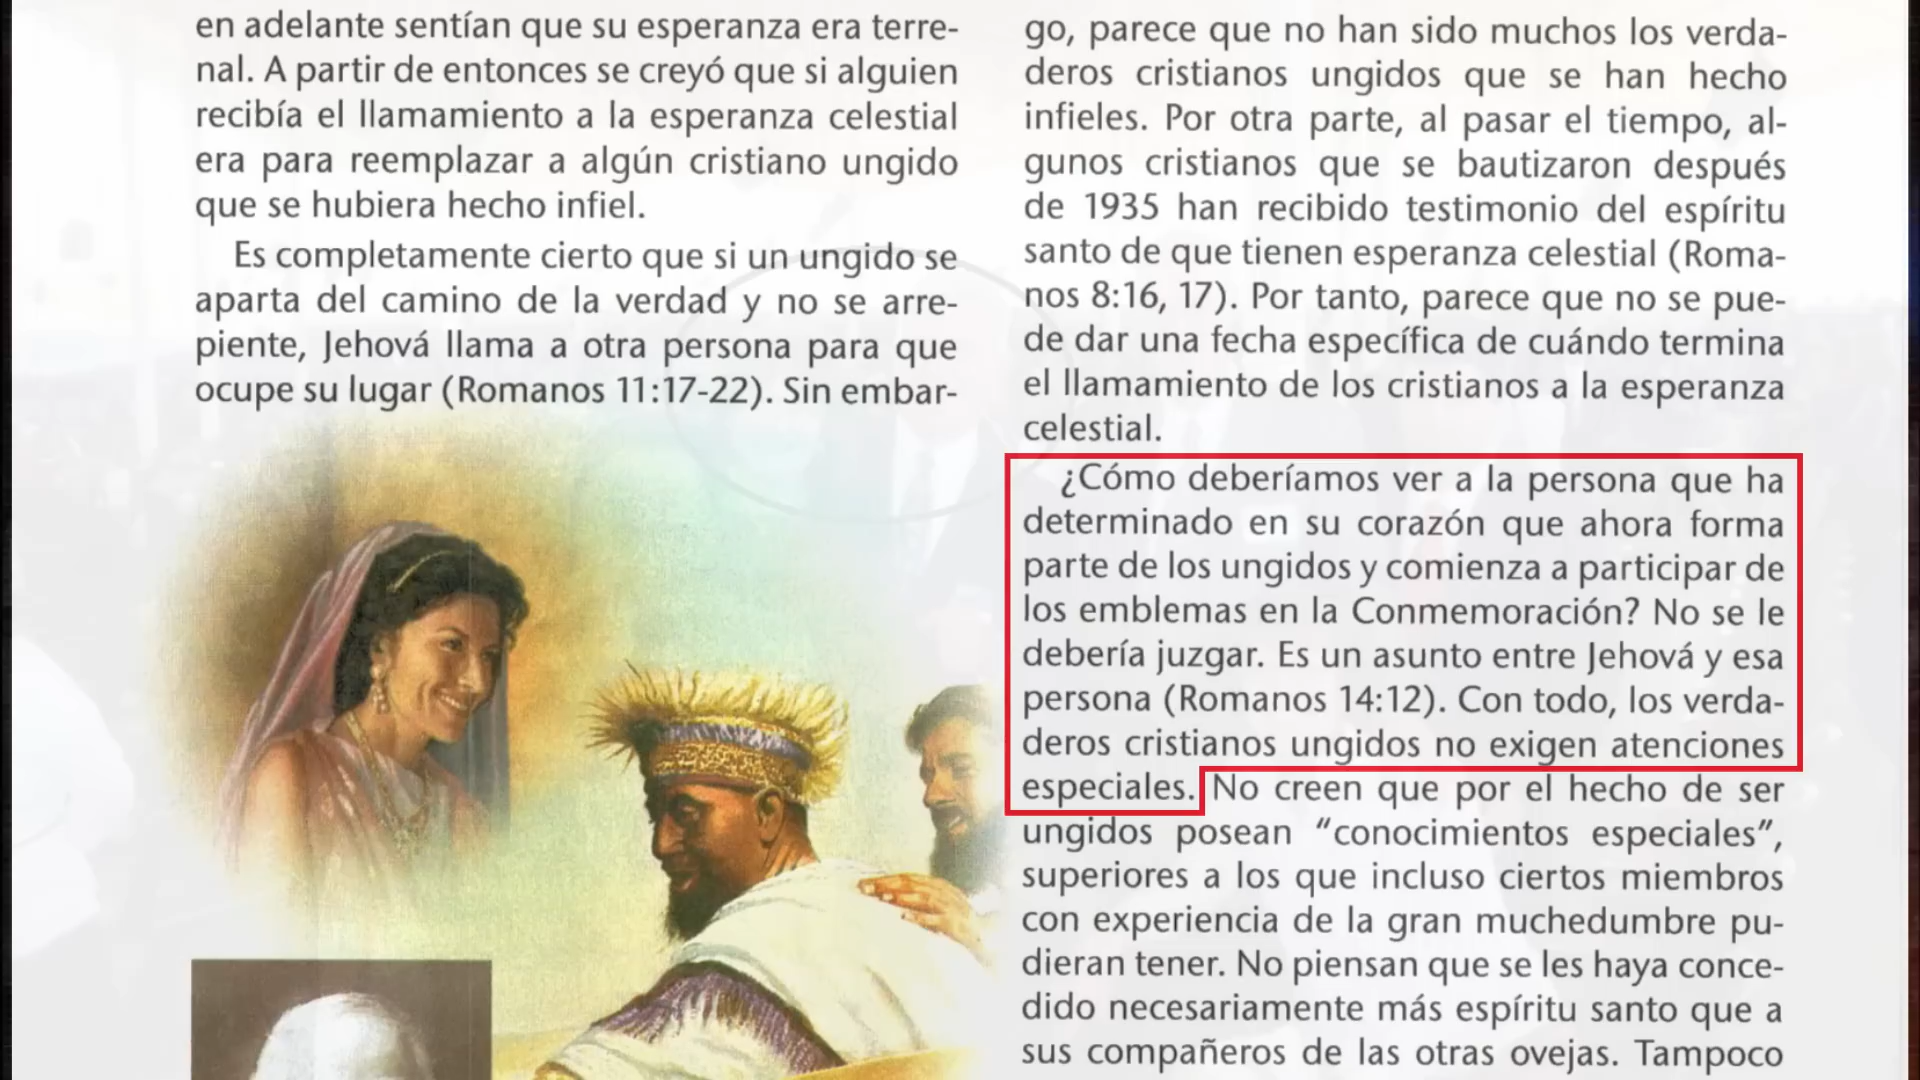 en adelante sentían que su esperanza era terre-
nal. A partir de entonces se creyó que si alguien
recibía el llamamiento a la esperanza celestial
era para reemplazar a algún cristiano ungido
que se hubiera hecho infiel.
Es completamente cierto que si un ungido se
aparta del camino de la verdad y no se arre-
piente, Jehová llama a otra persona para que
ocupe su lugar (Romanos 11:17-22). Sin embar-
go, parece que no han sido muchos los verda-
deros cristianos ungidos que se han hecho
infieles. Por otra parte, al pasar el tiempo, al-
gunos cristianos que se bautizaron después
de 1935 han recibido testimonio del espíritu
santo de que tienen esperanza celestial (Roma-
nos 8:16, 17). Por tanto, parece que no se pue-
de dar una fecha específica de cuándo termina
el llamamiento de los cristianos a la esperanza
celestial.
¿Cómo deberíamos ver a la persona que ha
determinado en su corazón que ahora forma
parte de los ungidos y comienza a participar de
los emblemas en la Conmemoración? No se le
debería juzgar. Es un asunto entre Jehová y esa
persona (Romanos 14:12). Con todo, los verda-
deros cristianos ungidos no exigen atenciones
especiales. No creen que por el hecho de ser
ungidos posean “conocimientos especiales”,
superiores a los que incluso ciertos miembros
con experiencia de la gran muchedumbre pu-
dieran tener. No piensan que se les haya conce-
dido necesariamente más espíritu santo que a
sus compañeros de las otras ovejas. Tampoco